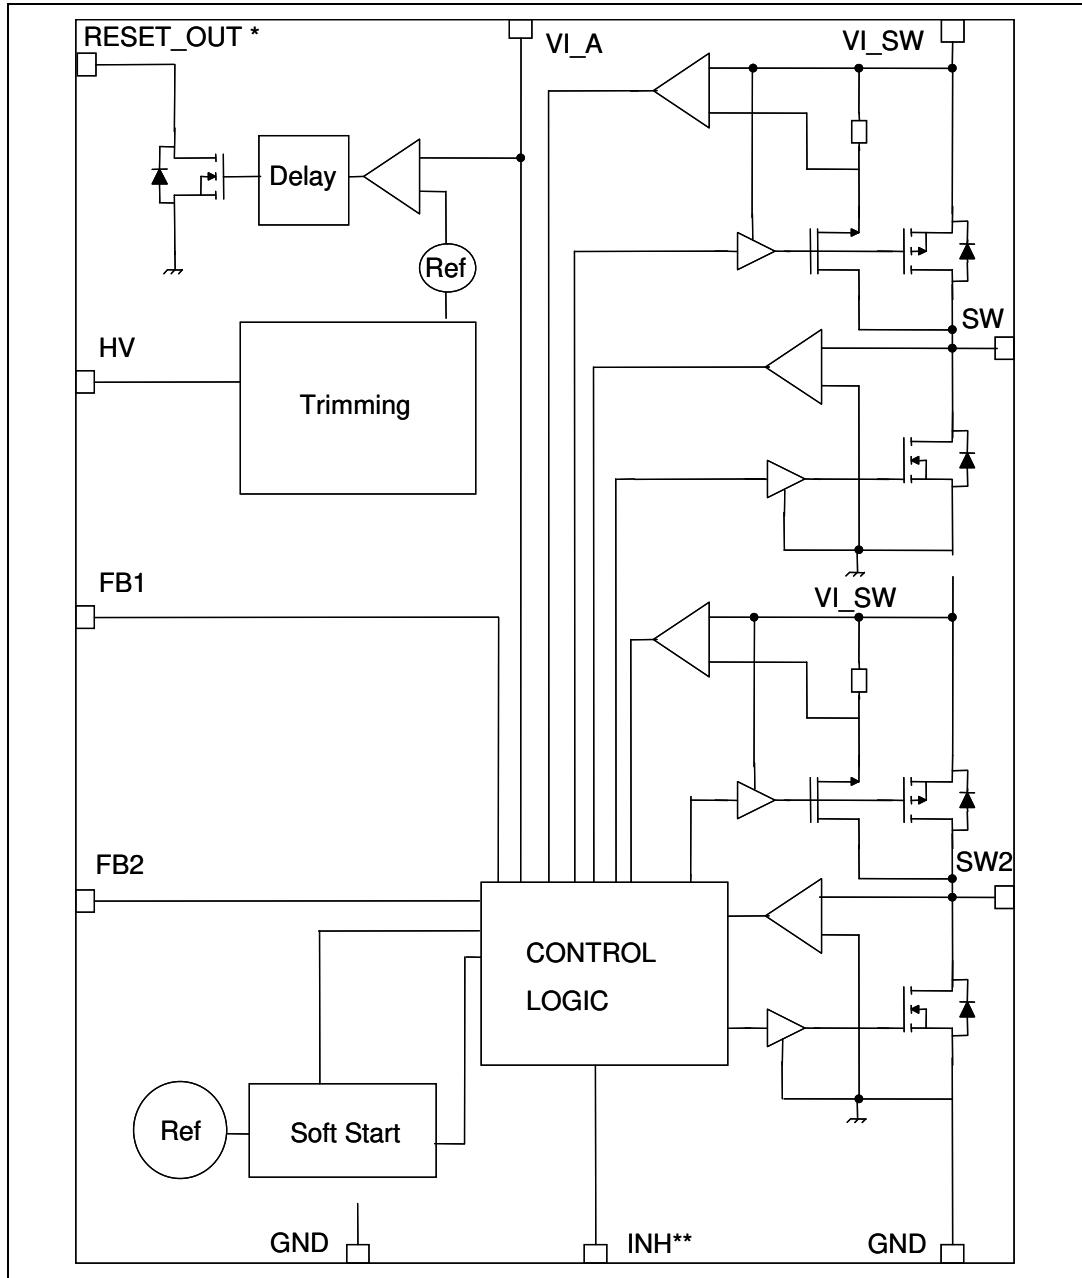 RESET_OUT *
VI_A
VI_SW
Delay
Ref
SW
HV
Trimming
FB1
VI_SW
FB2
SW2
CONTROL
LOGIC
Ref
Soft Start
GND
INH**
GND